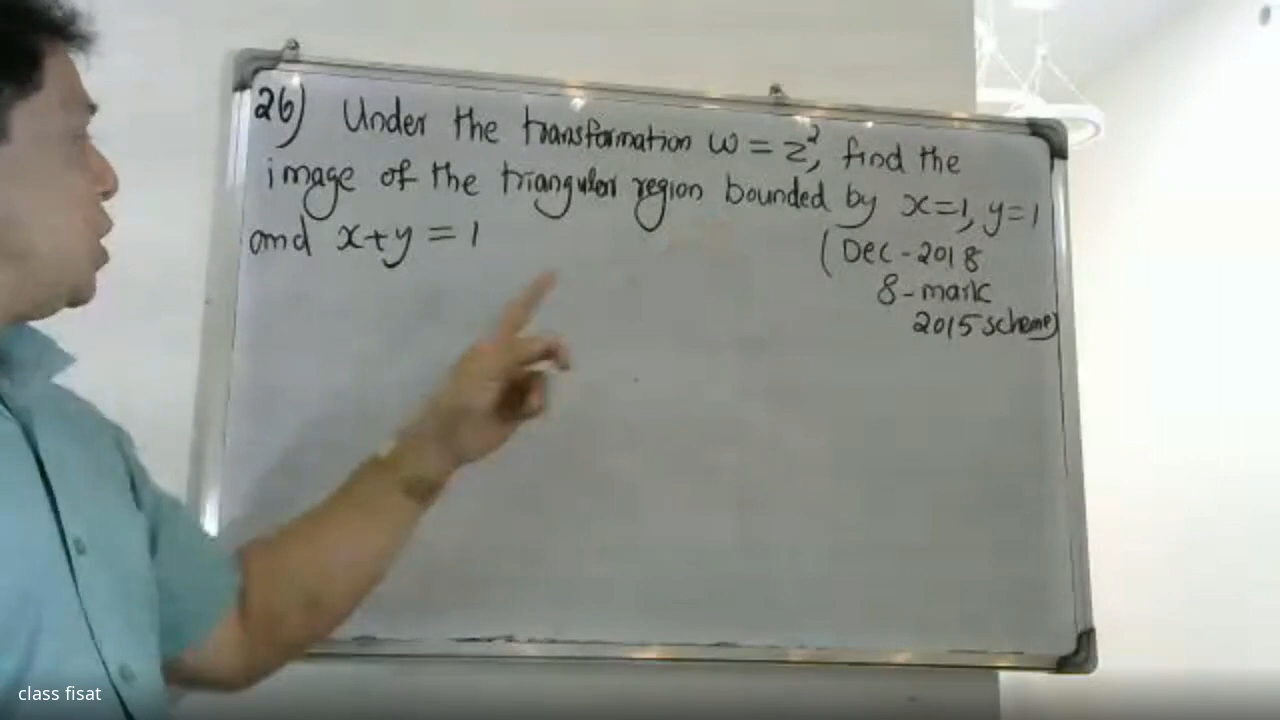 26) Under the transformation w = z², find the
image of the triangular region bounded by x=1, y=1
and x+y = 1
(Dec - 2018
8-mark
2015 scheme)
class fisat